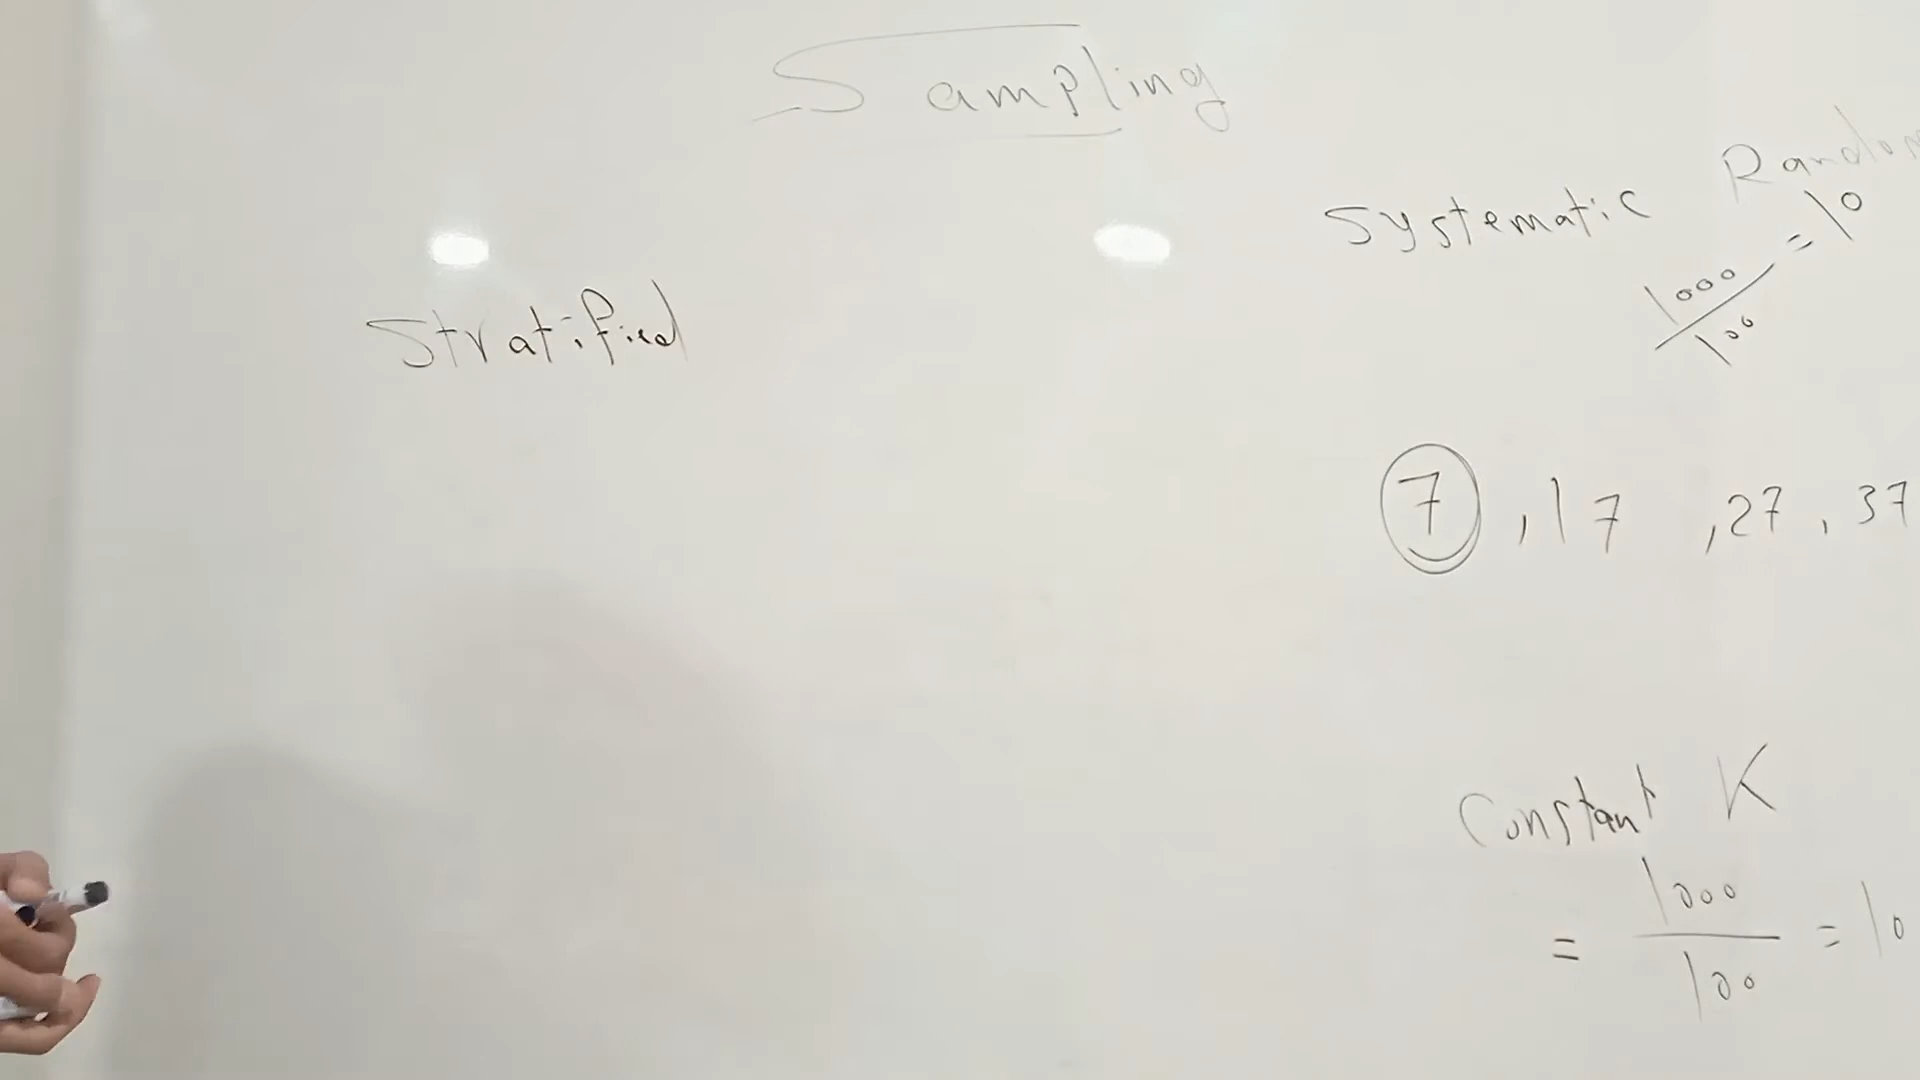 Sampling
Random
Systematic
1000/100 = 10
Stratified
7, 17, 27, 37
Constant K
= 1000/100 = 10